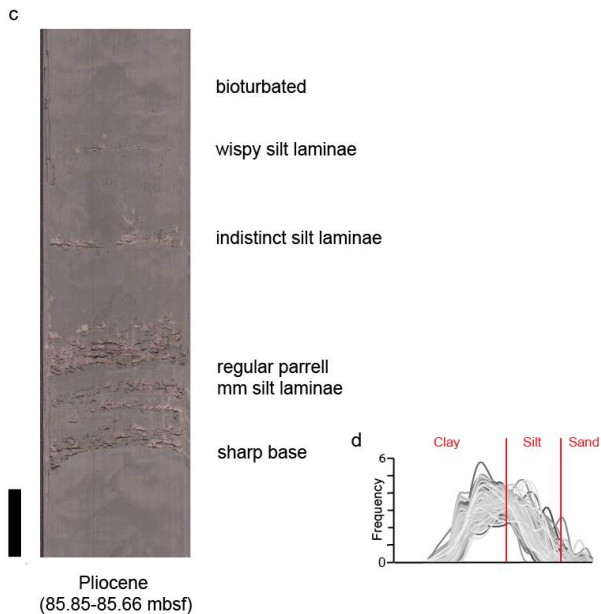 c
bioturbated
wispy silt laminae
indistinct silt laminae
regular parrell
mm silt laminae
sharp base
Pliocene
(85.85-85.66 mbsf)
d
Clay
Silt
Sand
6
Frequency
0